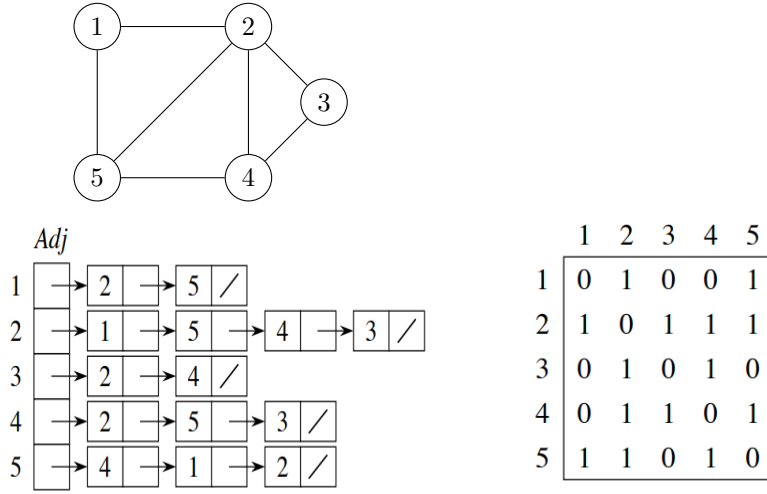 1 2
3
5 4
Adj
1 2 5 /
2 1 5 4 3 /
3 2 4 /
4 2 5 3 /
5 4 1 2 /
1 2 3 4 5
1 0 1 0 0 1
2 1 0 1 1 1
3 0 1 0 1 0
4 0 1 1 0 1
5 1 1 0 1 0